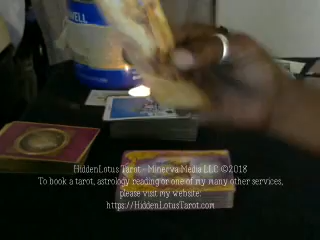 WELL
HiddenLotus Tarot - Minerva Media LLC ©2018
To book a tarot, astrology reading or one of my many other services,
please visit my website:
https://HiddenLotusTarot.com